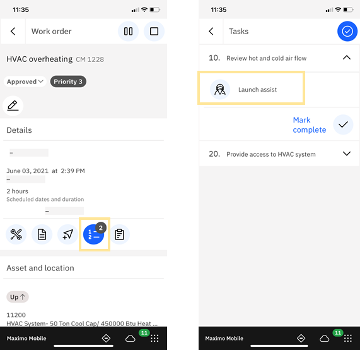 11:35
Work order
HVAC overheating CM 1228
Approved
Priority 3
Details
June 03, 2021 at 2:39 PM
2 hours
Scheduled dates and duration
2
Asset and location
Up
11200
HVAC System- 50 Ton Cool Cap/ 450000 Btu Heat ...
Maximo Mobile
11
11:35
Tasks
10. Review hot and cold air flow
Launch assist
Mark
complete
20. Provide access to HVAC system
Maximo Mobile
11